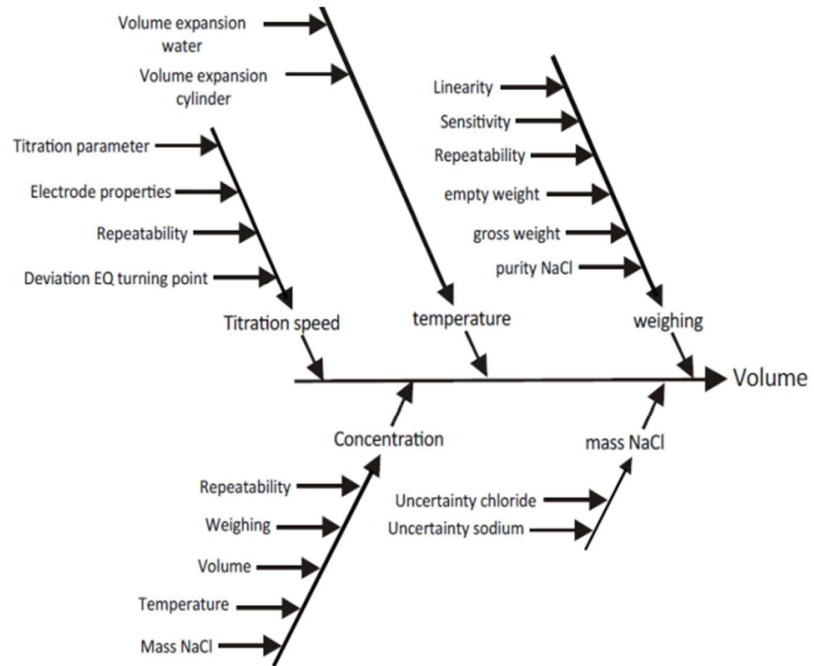 Volume expansion
water
Volume expansion
cylinder
Linearity
Sensitivity
Repeatability
empty weight
gross weight
purity NaCl
Titration parameter
Electrode properties
Repeatability
Deviation EQ turning point
Titration speed
temperature
weighing
Volume
Concentration
mass NaCl
Repeatability
Weighing
Volume
Temperature
Mass NaCl
Uncertainty chloride
Uncertainty sodium